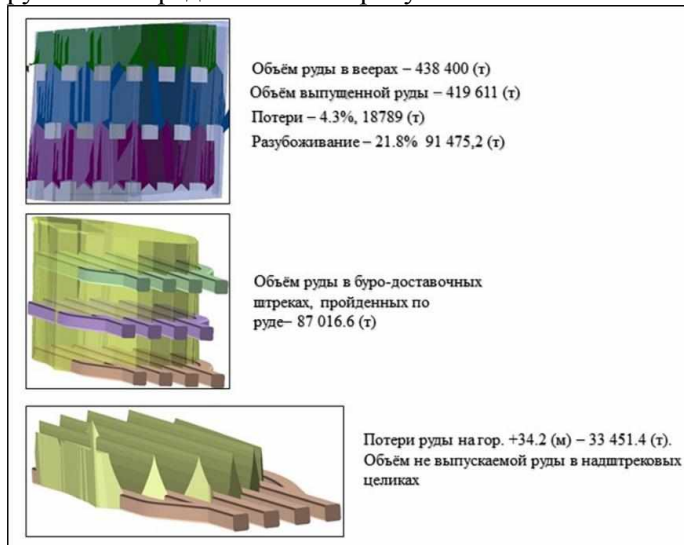 Объём руды в веерах – 438 400 (т)
Объём выпущенной руды – 419 611 (т)
Потери – 4.3%, 18789 (т)
Разубоживание – 21.8% 91 475,2 (т)
Объём руды в буро-доставочных
штреках, пройденных по
руде– 87 016.6 (т)
Потери руды на гор. +34.2 (м) – 33 451.4 (т).
Объём не выпускаемой руды в надштрековых
целиках